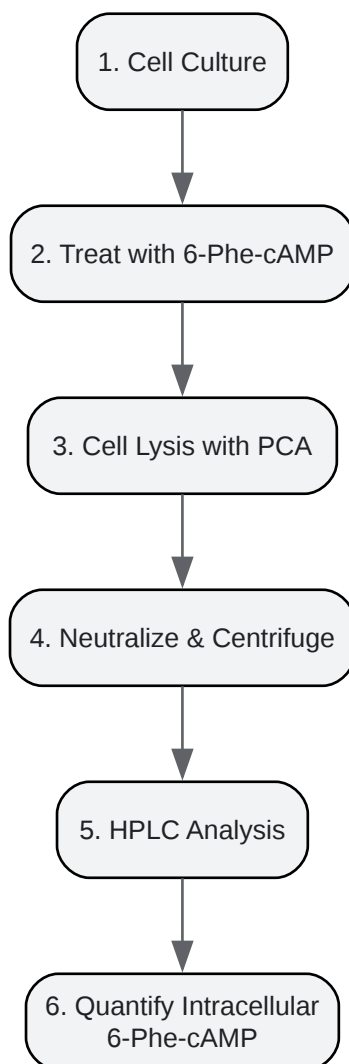 1. Cell Culture
2. Treat with 6-Phe-cAMP
3. Cell Lysis with PCA
4. Neutralize & Centrifuge
5. HPLC Analysis
6. Quantify Intracellular
6-Phe-cAMP